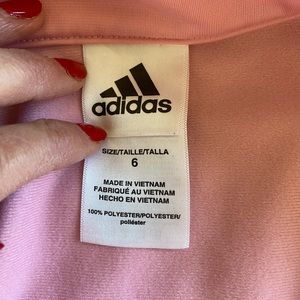 adidas
SIZE/TAILLE/TALLA
6
MADE IN VIETNAM
FABRIQUÉ AU VIETNAM
HECHO EN VIETNAM
100% POLYESTER/POLYESTER/
poliéster